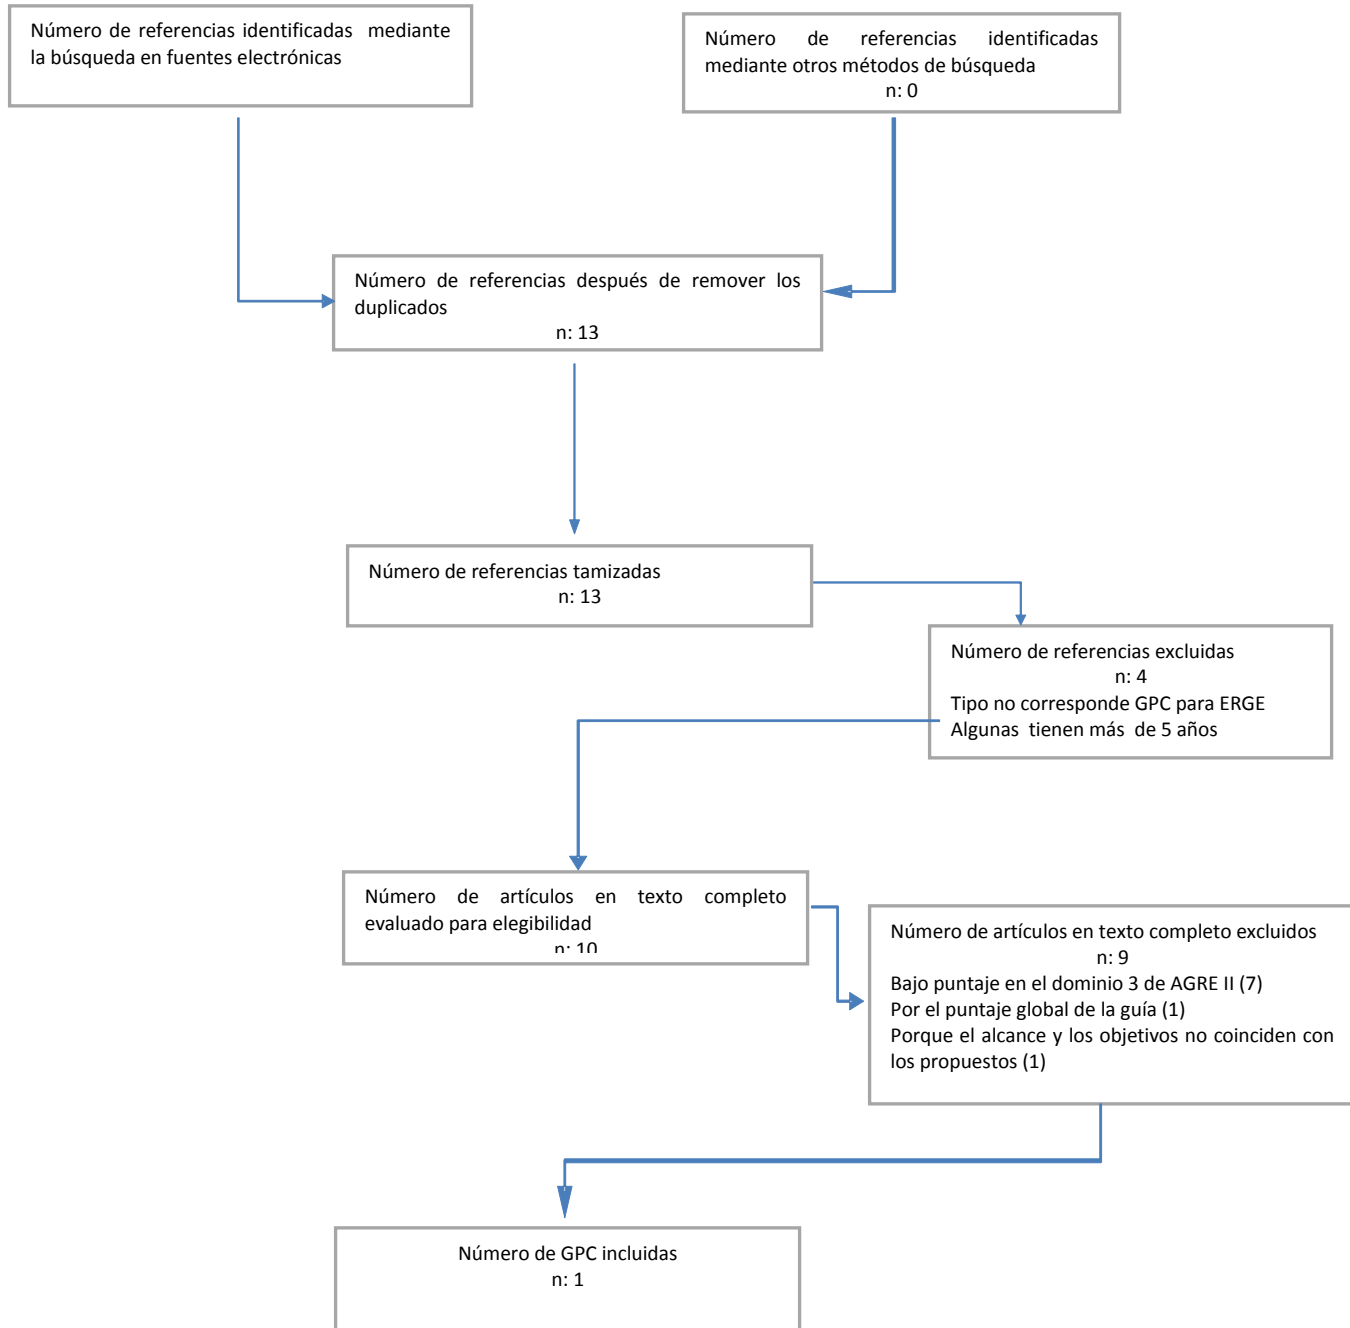 Número de referencias identificadas mediante
la búsqueda en fuentes electrónicas
Número de referencias identificadas
mediante otros métodos de búsqueda
n: 0
Número de referencias después de remover los
duplicados
n: 13
Número de referencias tamizadas
n: 13
Número de referencias excluidas
n: 4
Tipo no corresponde GPC para ERGE
Algunas tienen más de 5 años
Número de artículos en texto completo
evaluado para elegibilidad
n: 10
Número de artículos en texto completo excluidos
n: 9
Bajo puntaje en el dominio 3 de AGRE II (7)
Por el puntaje global de la guía (1)
Porque el alcance y los objetivos no coinciden con
los propuestos (1)
Número de GPC incluidas
n: 1